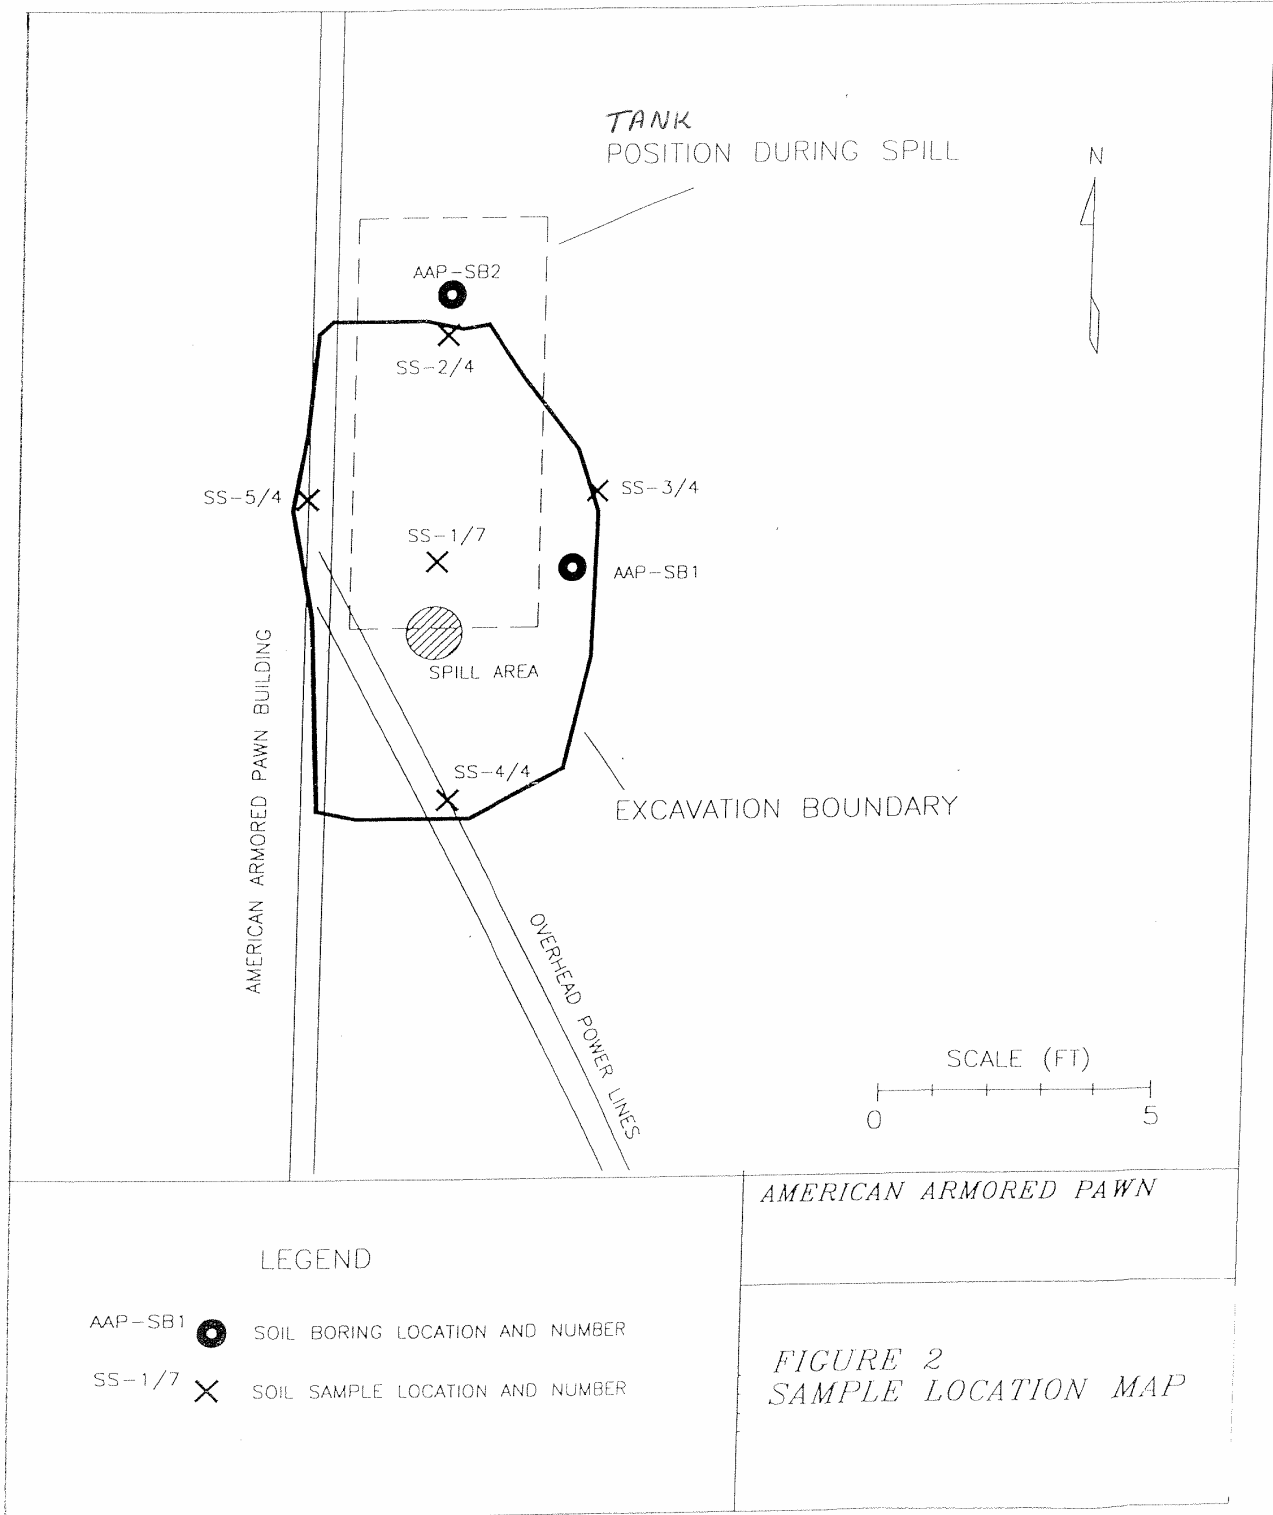 TANK
POSITION DURING SPILL
N
AAP-SB2
SS-2/4
SS-5/4
SS-3/4
SS-1/7
AAP-SB1
SPILL AREA
AMERICAN ARMORED PAWN BUILDING
SS-4/4
EXCAVATION BOUNDARY
OVERHEAD POWER LINES
SCALE (FT)
0 5
AMERICAN ARMORED PAWN
LEGEND
AAP-SB1 SOIL BORING LOCATION AND NUMBER
SS-1/7 SOIL SAMPLE LOCATION AND NUMBER
FIGURE 2
SAMPLE LOCATION MAP